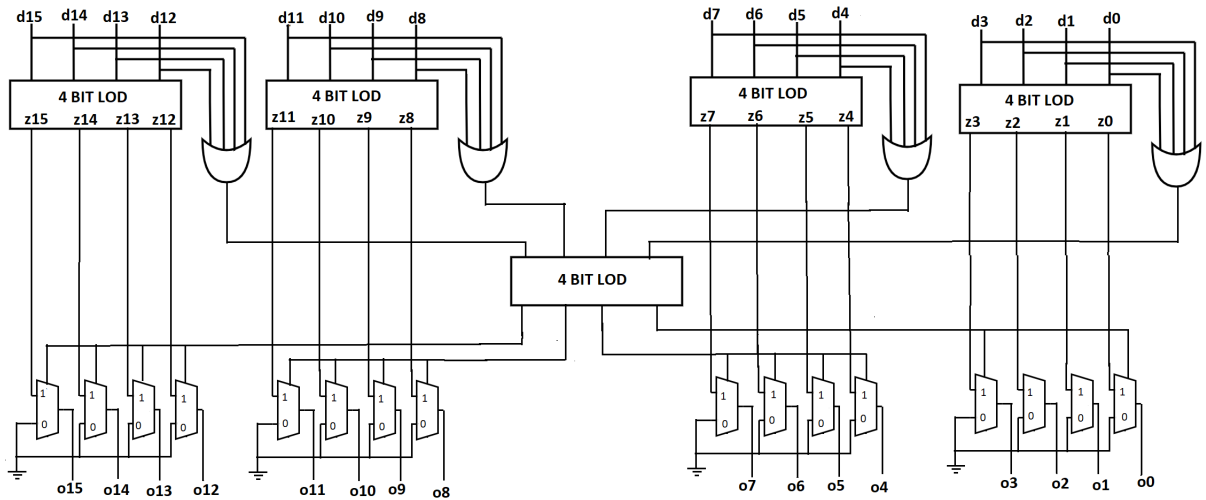 d15 d14 d13 d12 d11 d10 d9 d8 d7 d6 d5 d4 d3 d2 d1 d0
4 BIT LOD 4 BIT LOD 4 BIT LOD 4 BIT LOD
z15 z14 z13 z12 z11 z10 z9 z8 z7 z6 z5 z4 z3 z2 z1 z0
4 BIT LOD
1 1 1 1 1 1 1 1 1 1 1 1 1 1 1 1
0 0 0 0 0 0 0 0 0 0 0 0 0 0 0 0
o15 o14 o13 o12 o11 o10 o9 o8 o7 o6 o5 o4 o3 o2 o1 o0